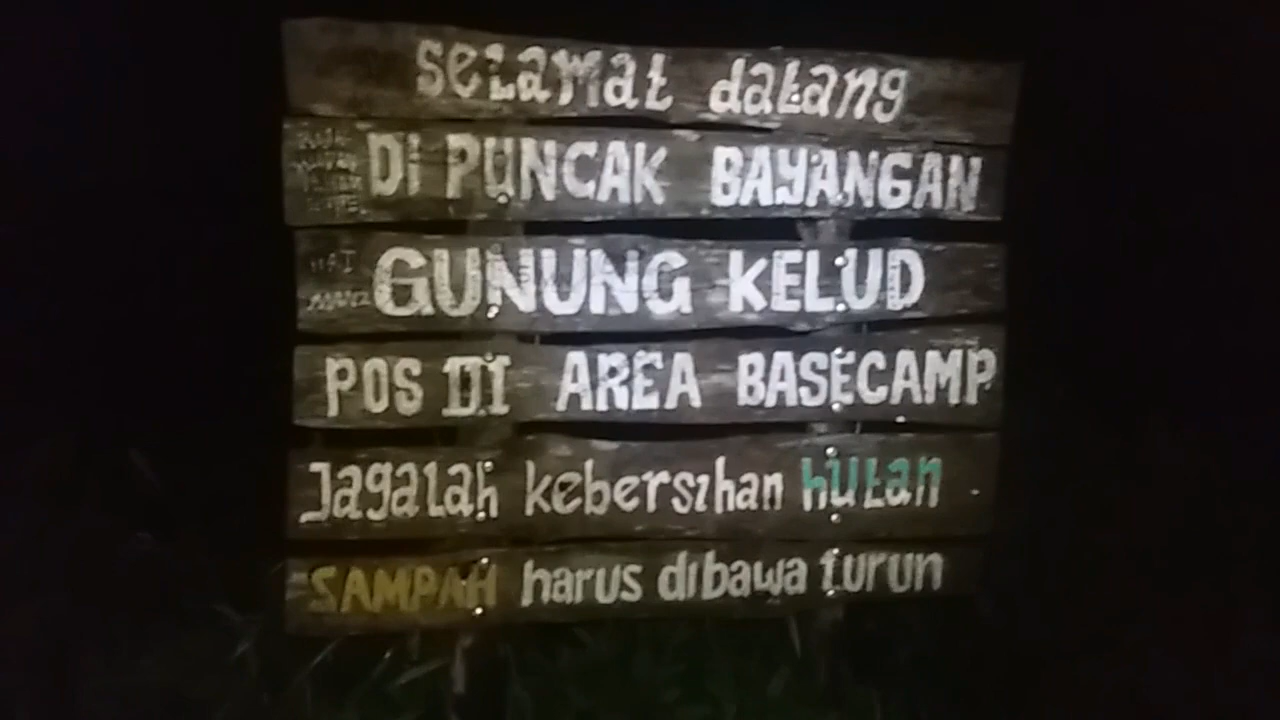 selamat datang
Di PUNCAK BAYANGAN
GUNUNG KELUD
POS III AREA BASECAMP
Jagalah kebersihan hutan
SAMPAH harus dibawa turun